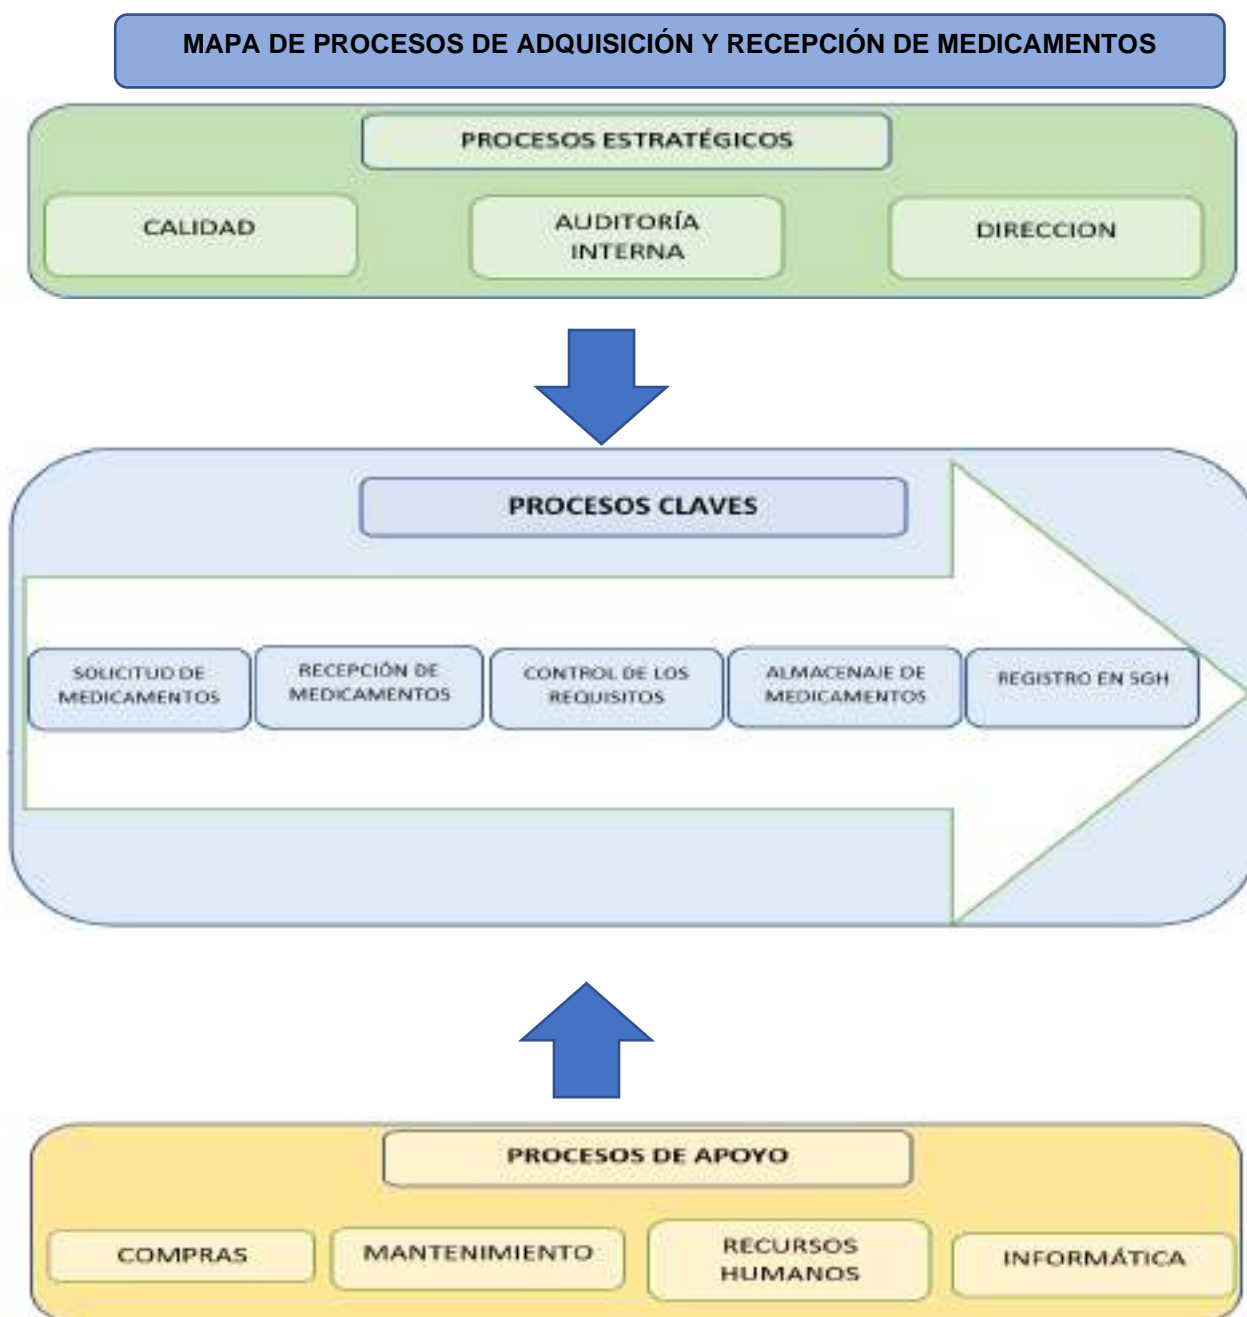 MAPA DE PROCESOS DE ADQUISICIÓN Y RECEPCIÓN DE MEDICAMENTOS
PROCESOS ESTRATÉGICOS
CALIDAD
AUDITORÍA
INTERNA
DIRECCION
PROCESOS CLAVES
SOLICITUD DE
MEDICAMENTOS
RECEPCIÓN DE
MEDICAMENTOS
CONTROL DE LOS
REQUISITOS
ALMACENAJE DE
MEDICAMENTOS
REGISTRO EN SGH
PROCESOS DE APOYO
COMPRAS
MANTENIMIENTO
RECURSOS
HUMANOS
INFORMÁTICA